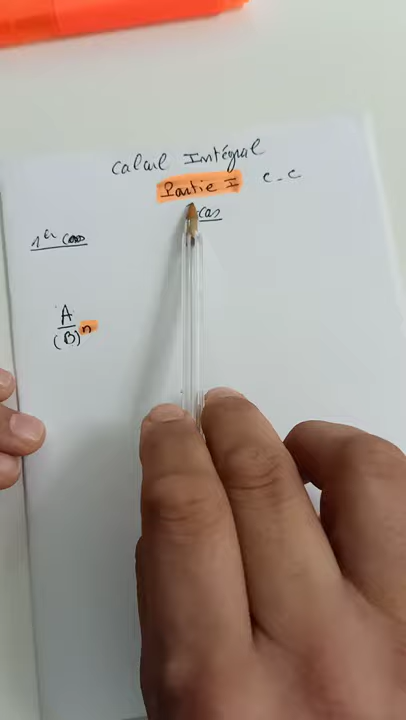 Calcul Intégral
Partie I c-c
cas
1er cas
A
(B)n